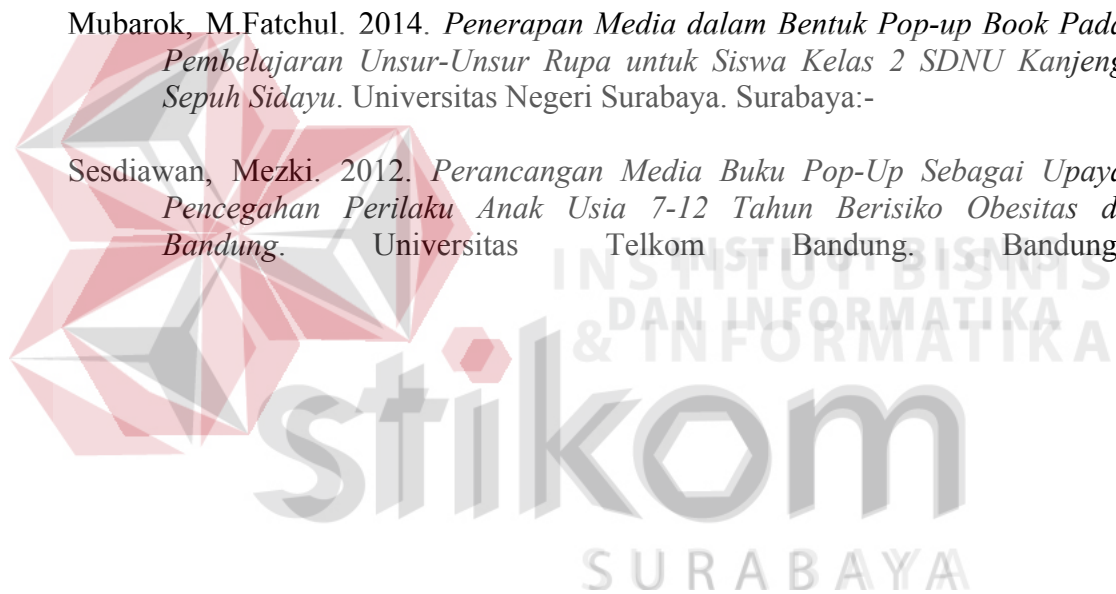 Mubarok, M.Fatchul. 2014. Penerapan Media dalam Bentuk Pop-up Book Pada
Pembelajaran Unsur-Unsur Rupa untuk Siswa Kelas 2 SDNU Kanjeng
Sepuh Sidayu. Universitas Negeri Surabaya. Surabaya:-
Sesdiawan, Mezki. 2012. Perancangan Media Buku Pop-Up Sebagai Upaya
Pencegahan Perilaku Anak Usia 7-12 Tahun Berisiko Obesitas d
Bandung. Universitas Telkom Bandung. Bandung
INSTITUT BISNIS
DAN INFORMATIKA
& INFORMATIKA
stikom
SURABAYA